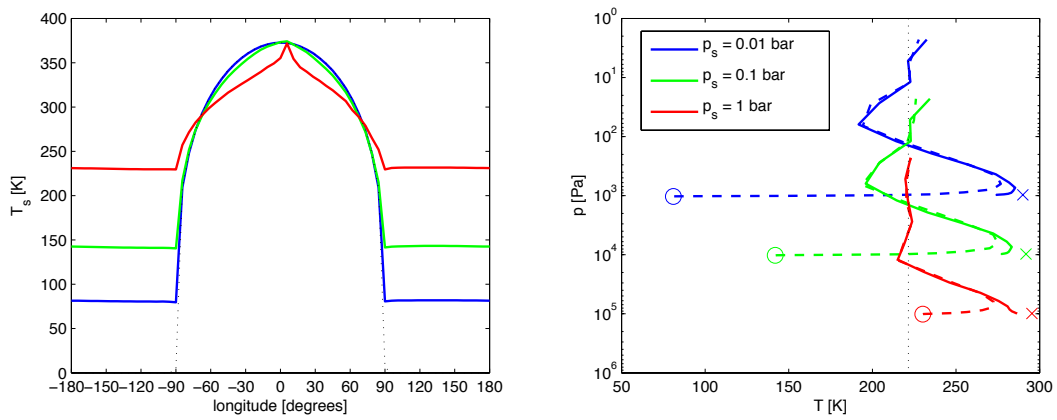 400
350
300
250
200
150
100
50
0
T_s [K]
−180−150−120 −90 −60 −30 0 30 60 90 120 150 180
longitude [degrees]
10^0
10^1
10^2
10^3
10^4
10^5
10^6
p [Pa]
p_s = 0.01 bar
p_s = 0.1 bar
p_s = 1 bar
50 100 150 200 250 300
T [K]